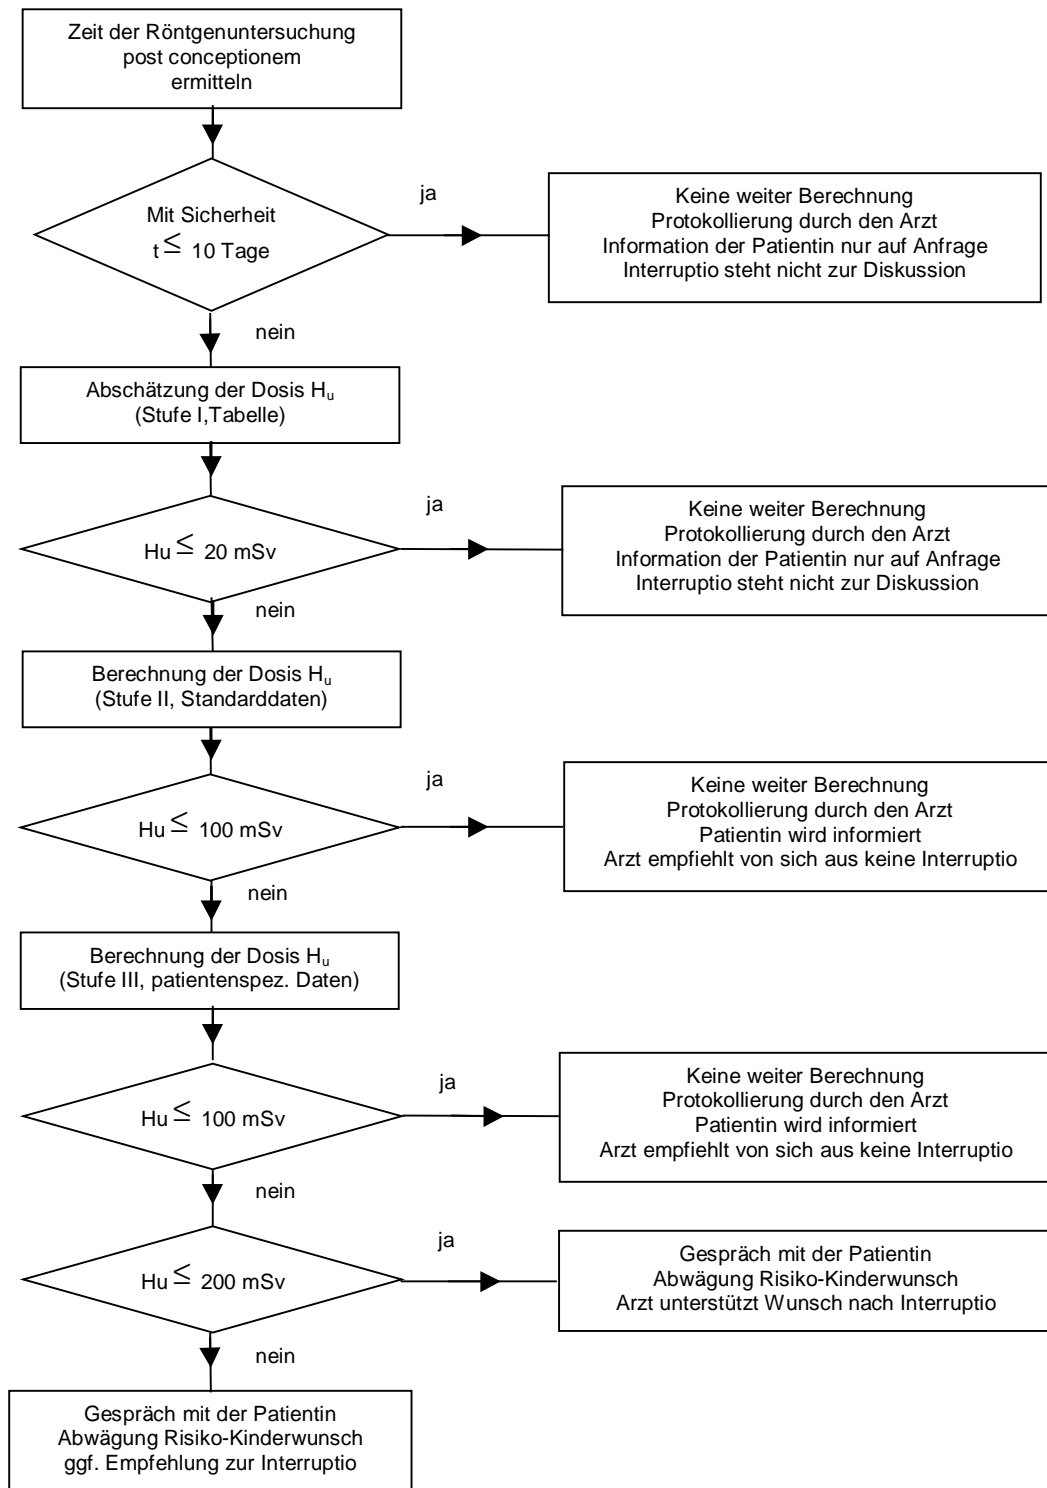 Zeit der Röntgenuntersuchung
post conceptionem
ermitteln
Mit Sicherheit
t ≤ 10 Tage
ja
Keine weiter Berechnung
Protokollierung durch den Arzt
Information der Patientin nur auf Anfrage
Interruptio steht nicht zur Diskussion
nein
Abschätzung der Dosis Hu
(Stufe I,Tabelle)
Hu ≤ 20 mSv
ja
Keine weiter Berechnung
Protokollierung durch den Arzt
Information der Patientin nur auf Anfrage
Interruptio steht nicht zur Diskussion
nein
Berechnung der Dosis Hu
(Stufe II, Standarddaten)
Hu ≤ 100 mSv
ja
Keine weiter Berechnung
Protokollierung durch den Arzt
Patientin wird informiert
Arzt empfiehlt von sich aus keine Interruptio
nein
Berechnung der Dosis Hu
(Stufe III, patientenspez. Daten)
Hu ≤ 100 mSv
ja
Keine weiter Berechnung
Protokollierung durch den Arzt
Patientin wird informiert
Arzt empfiehlt von sich aus keine Interruptio
nein
Hu ≤ 200 mSv
ja
Gespräch mit der Patientin
Abwägung Risiko-Kinderwunsch
Arzt unterstützt Wunsch nach Interruptio
nein
Gespräch mit der Patientin
Abwägung Risiko-Kinderwunsch
ggf. Empfehlung zur Interruptio